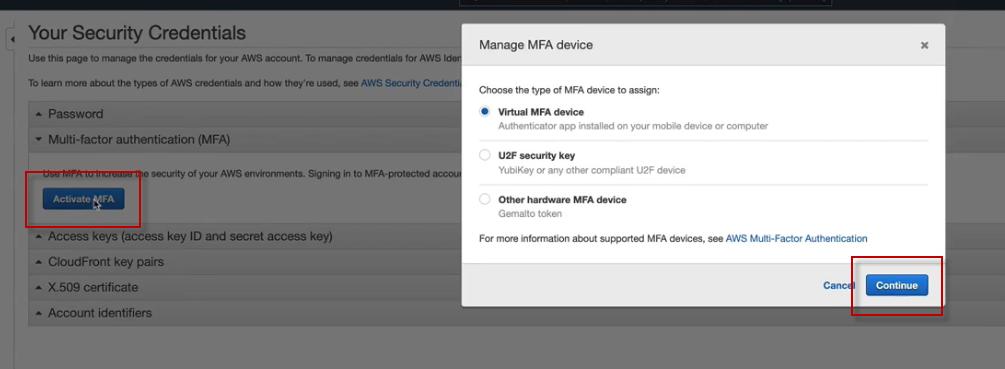 Your Security Credentials
Use this page to manage the credentials for your AWS account. To manage credentials for AWS Iden
To learn more about the types of AWS credentials and how they're used, see AWS Security Credentia
Password
Multi-factor authentication (MFA)
Use MFA to increase the security of your AWS environments. Signing in to MFA-protected accou
Activate MFA
Access keys (access key ID and secret access key)
CloudFront key pairs
X.509 certificate
Account identifiers
Manage MFA device
×
Choose the type of MFA device to assign:
Virtual MFA device
Authenticator app installed on your mobile device or computer
U2F security key
YubiKey or any other compliant U2F device
Other hardware MFA device
Gemalto token
For more information about supported MFA devices, see AWS Multi-Factor Authentication
Cancel
Continue